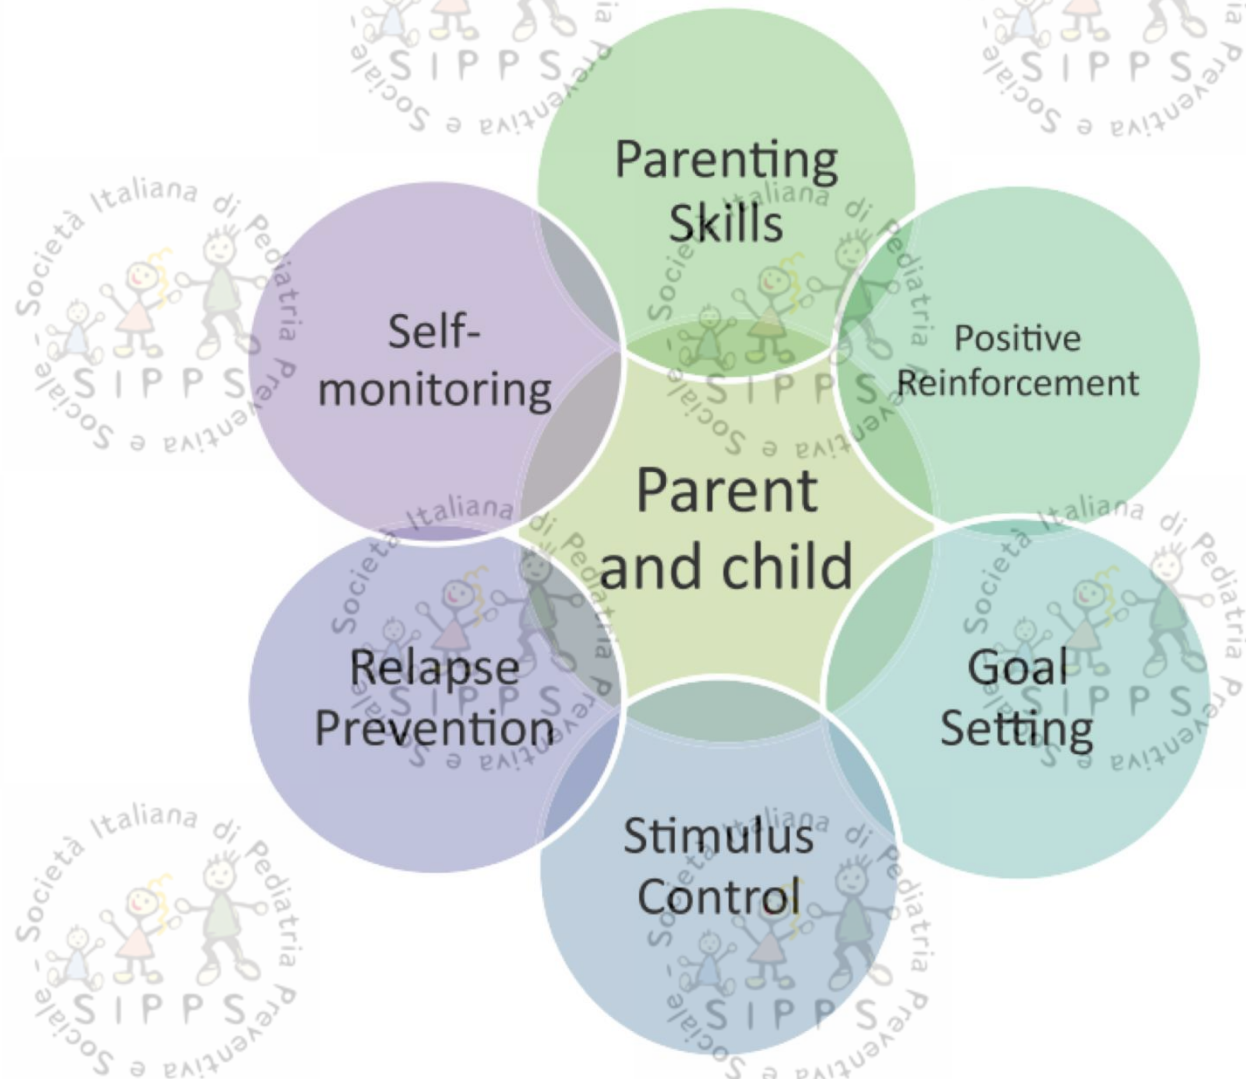 Parenting
Skills
Positive
Reinforcement
Self-
monitoring
Parent
and child
Relapse
Prevention
Goal
Setting
Stimulus
Control
Società Italiana di Pediatria Preventiva e Sociale -
SIPPS